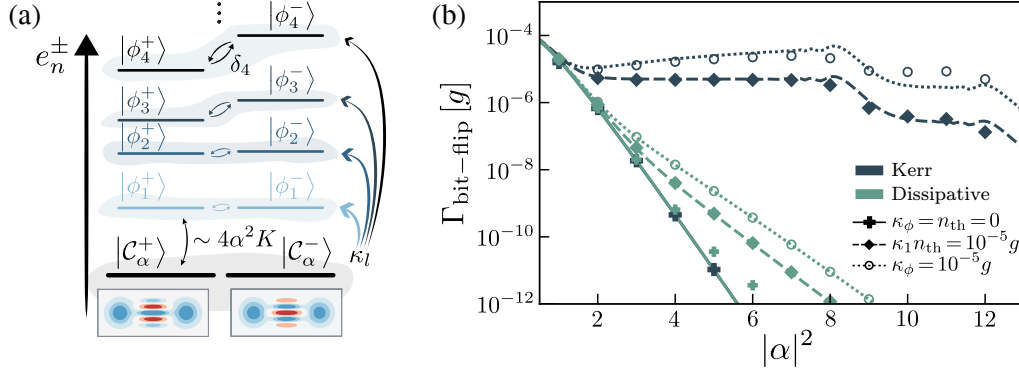 (a)
⋮
e_n^±
|ϕ_4^+⟩ |ϕ_4^-⟩
δ_4
|ϕ_3^+⟩ |ϕ_3^-⟩
|ϕ_2^+⟩ |ϕ_2^-⟩
|ϕ_1^+⟩ |ϕ_1^-⟩
∼ 4α²K
κ_l
|𝒞_α^+⟩ |𝒞_α^-⟩
(b)
Γ_bit−flip [g]
10^−4
10^−6
10^−8
10^−10
10^−12
Kerr
Dissipative
κ_ϕ = n_th = 0
κ_1 n_th = 10^−5 g
κ_ϕ = 10^−5 g
2 4 6 8 10 12
|α|²